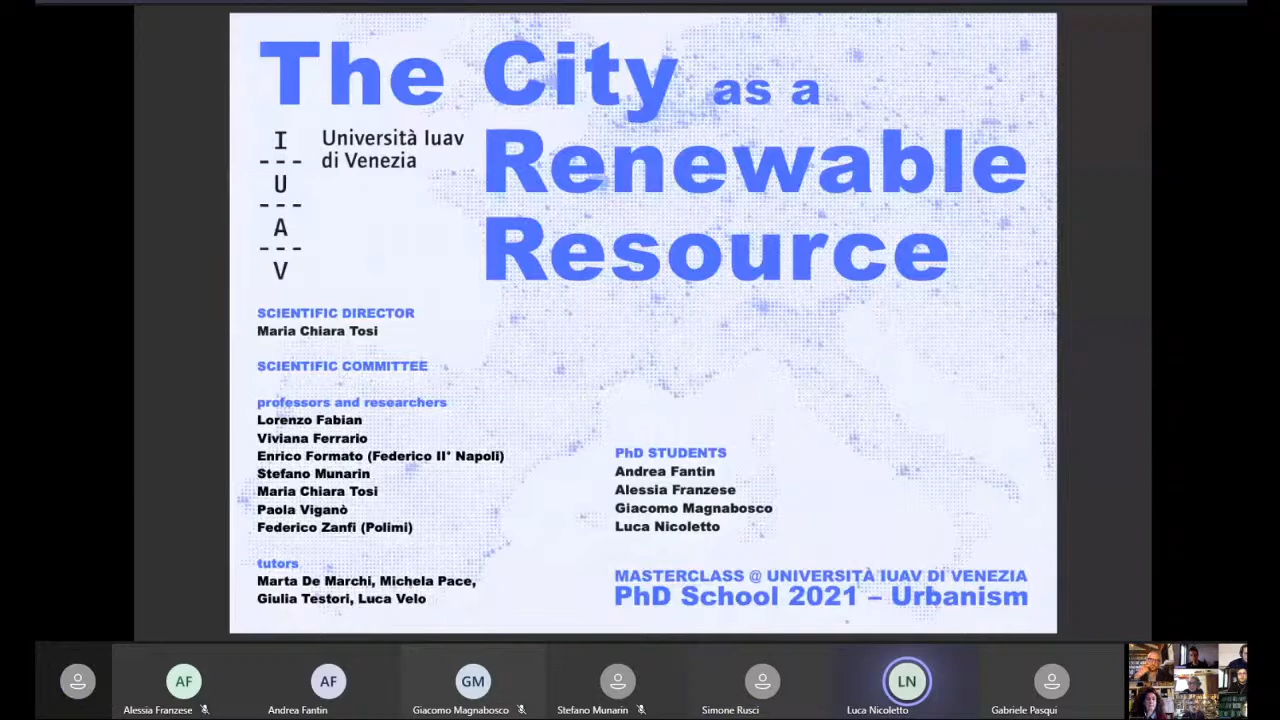 The City as a
Renewable
Resource
I
U
A
V
Università Iuav
di Venezia
SCIENTIFIC DIRECTOR
Maria Chiara Tosi
SCIENTIFIC COMMITTEE
professors and researchers
Lorenzo Fabian
Viviana Ferrario
Enrico Formato (Federico II° Napoli)
Stefano Munarin
Maria Chiara Tosi
Paola Viganò
Federico Zanfi (Polimi)
tutors
Marta De Marchi, Michela Pace,
Giulia Testori, Luca Velo
PhD STUDENTS
Andrea Fantin
Alessia Franzese
Giacomo Magnabosco
Luca Nicoletto
MASTERCLASS @ UNIVERSITÀ IUAV DI VENEZIA
PhD School 2021 – Urbanism
AF
AF
GM
LN
Alessia Franzese
Andrea Fantin
Giacomo Magnabosco
Stefano Munarin
Simone Rusci
Luca Nicoletto
Gabriele Pasqui